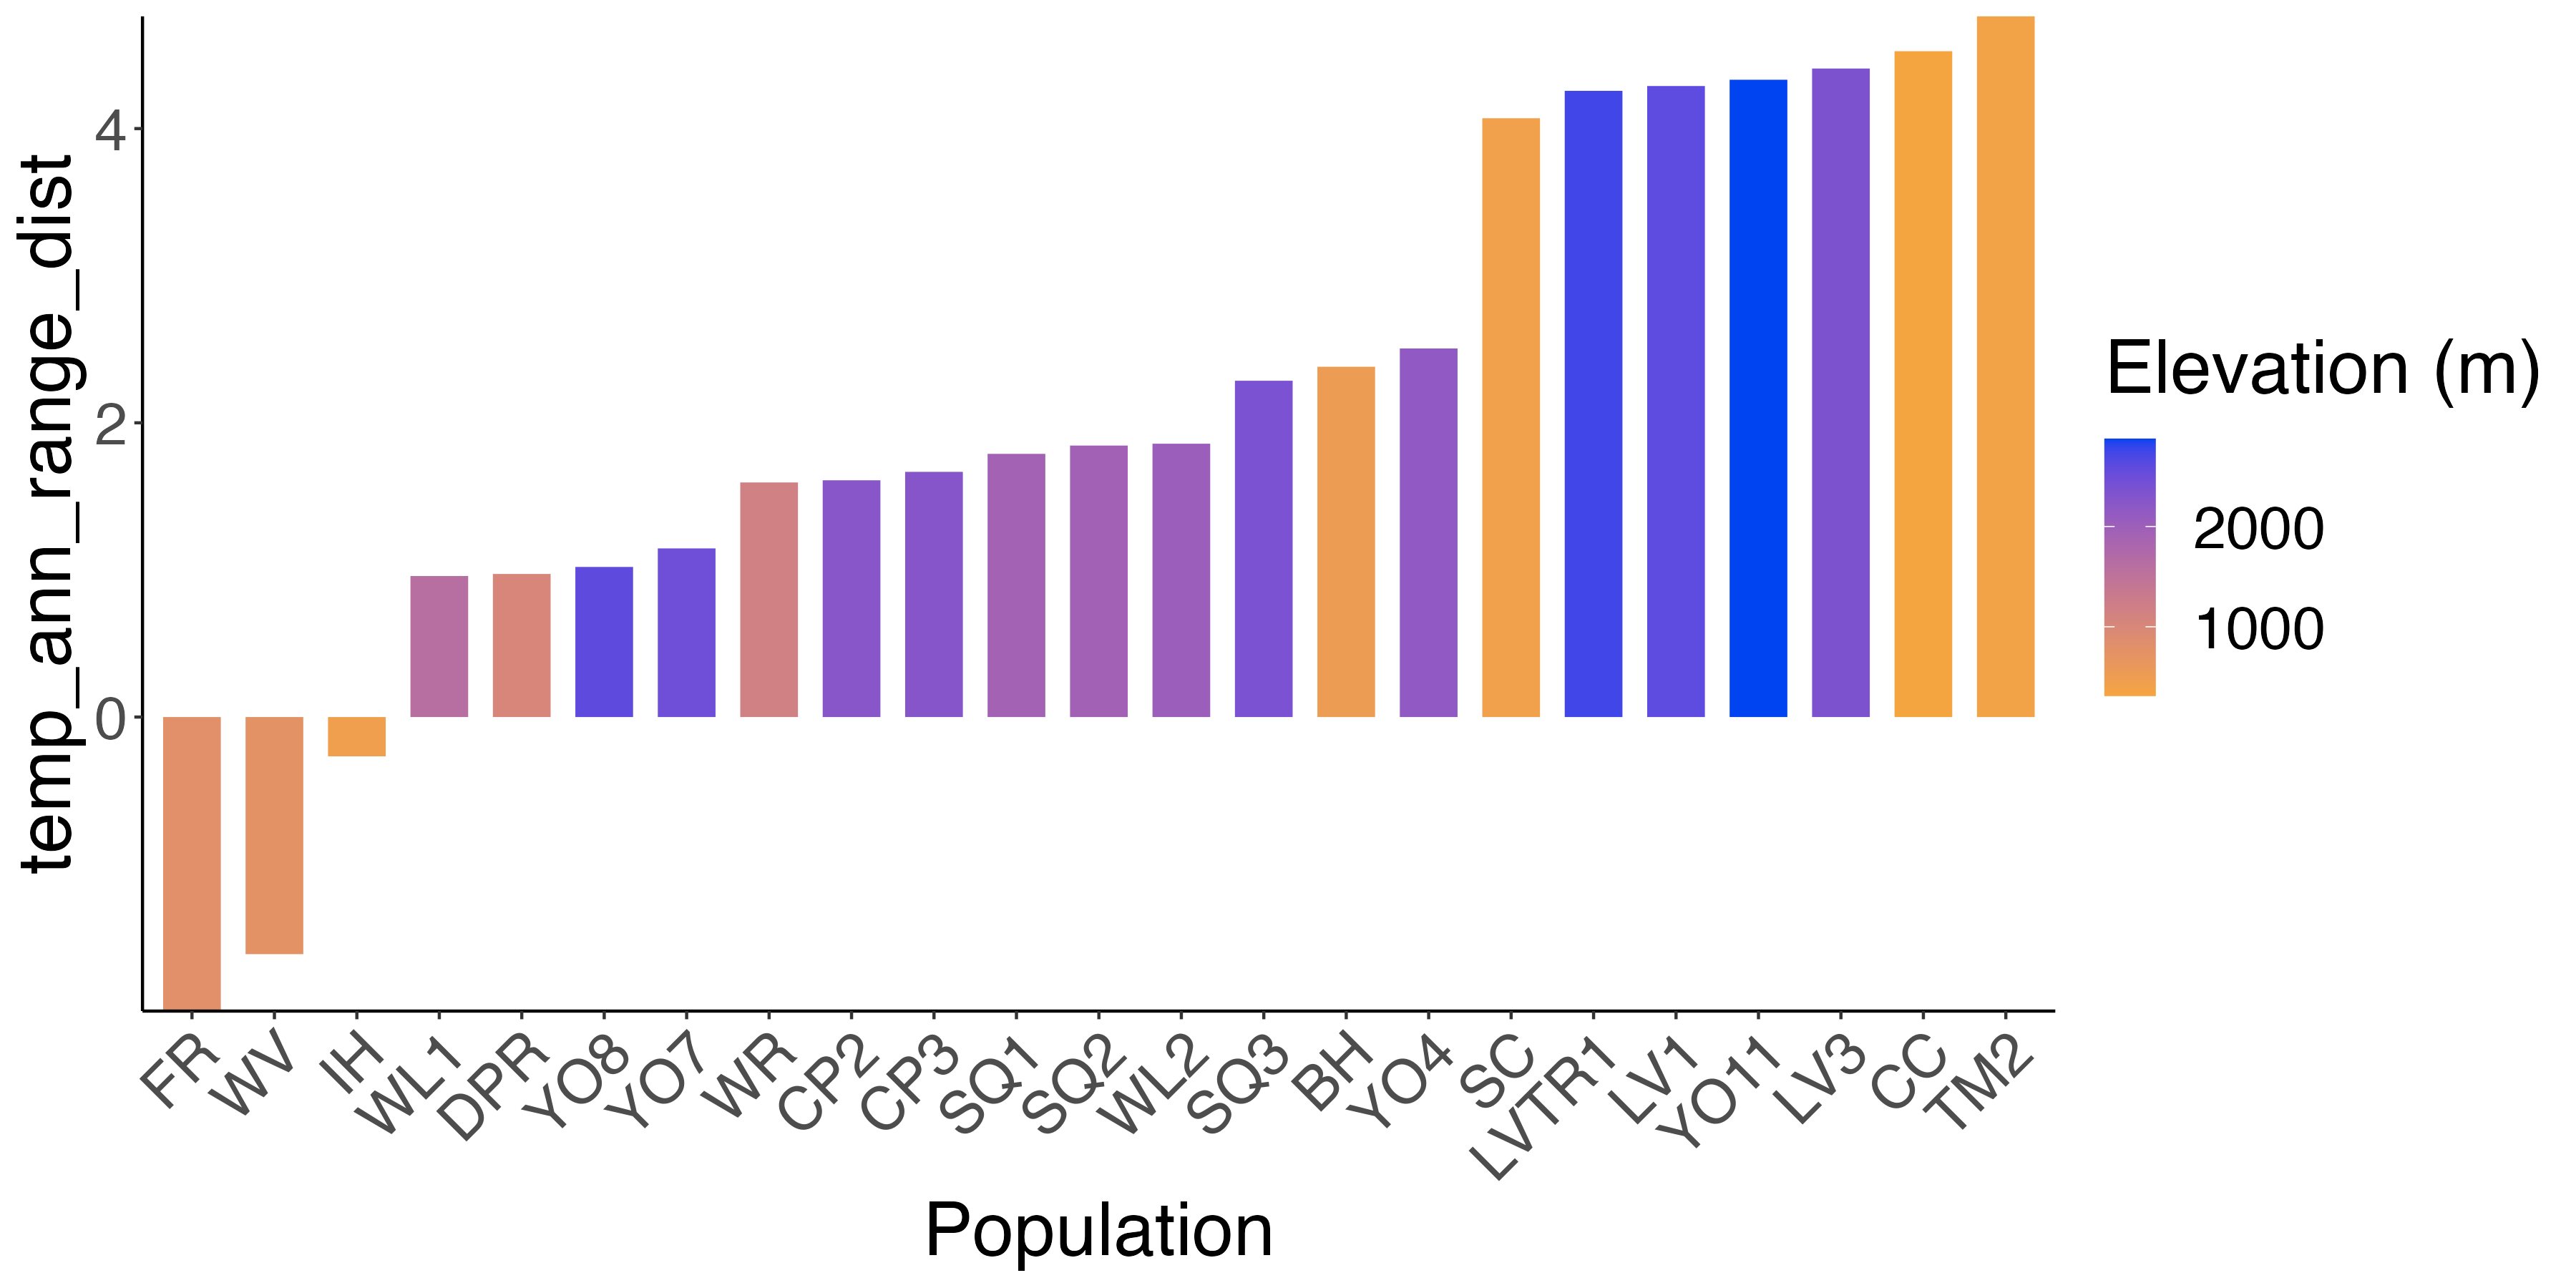 temp_ann_range_dist
4
2
0
FR
WV
IH
WL1
DPR
YO8
YO7
WR
CP2
CP3
SQ1
SQ2
WL2
SQ3
BH
YO4
SC
LVTR1
LV1
YO11
LV3
CC
TM2
Population
Elevation (m)
2000
1000